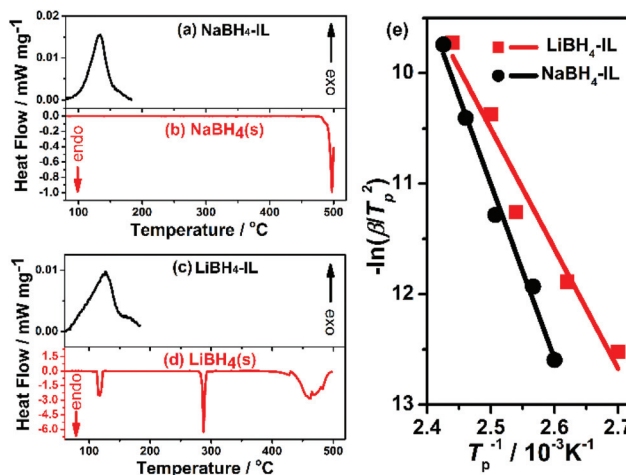 (a) NaBH₄-IL
exo
0.02
0.01
0.00
Heat Flow / mW mg⁻¹
(b) NaBH₄(s)
endo
0.0
-0.2
-0.4
-0.6
-0.8
-1.0
100 200 300 400 500
Temperature / °C
(c) LiBH₄-IL
exo
0.01
0.00
Heat Flow / mW mg⁻¹
(d) LiBH₄(s)
endo
1.5
0.0
-1.5
-3.0
-4.5
-6.0
100 200 300 400 500
Temperature / °C
(e)
LiBH₄-IL
NaBH₄-IL
10
11
12
13
-ln(β/Tₚ²)
2.4 2.5 2.6 2.7
Tₚ⁻¹ / 10⁻³K⁻¹